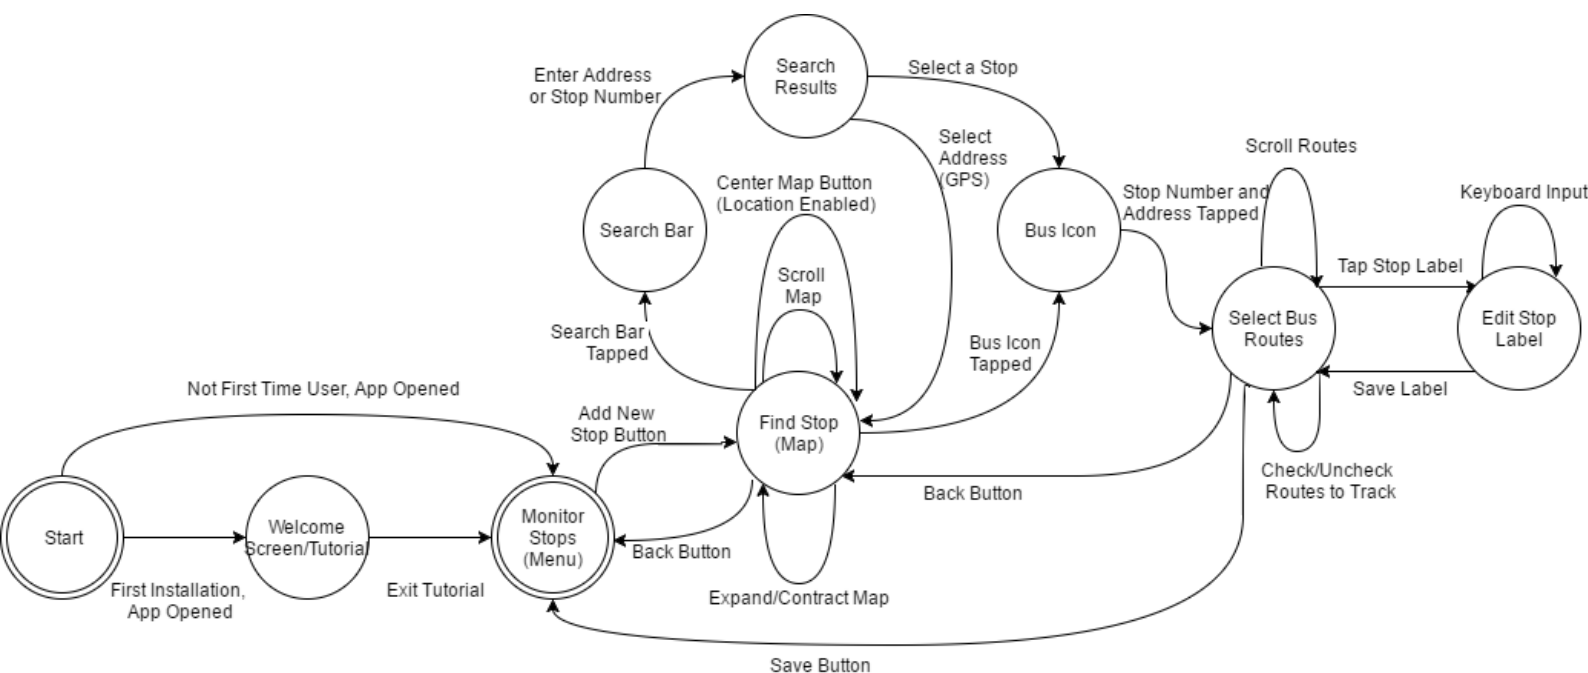 Search
Results
Select a Stop
Enter Address
or Stop Number
Select
Address
(GPS)
Scroll Routes
Center Map Button
(Location Enabled)
Stop Number and
Address Tapped
Keyboard Input
Search Bar
Bus Icon
Scroll
Map
Tap Stop Label
Select Bus
Routes
Edit Stop
Label
Search Bar
Tapped
Bus Icon
Tapped
Not First Time User, App Opened
Save Label
Add New
Stop Button
Find Stop
(Map)
Check/Uncheck
Routes to Track
Back Button
Start
Welcome
Screen/Tutorial
Monitor
Stops
(Menu)
Back Button
First Installation,
App Opened
Exit Tutorial
Expand/Contract Map
Save Button